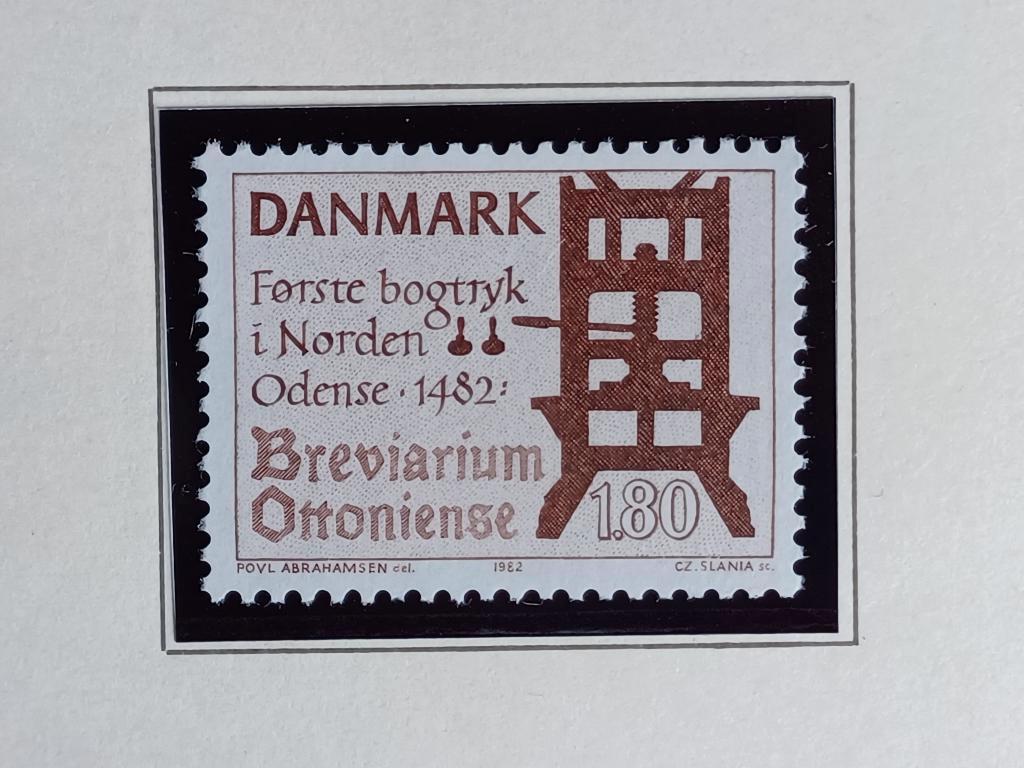 DANMARK
Første bogtryk
i Norden
Odense · 1482:
Breviarium
Ottoniense
1.80
POVL ABRAHAMSEN del. 1982 CZ. SLANIA sc.